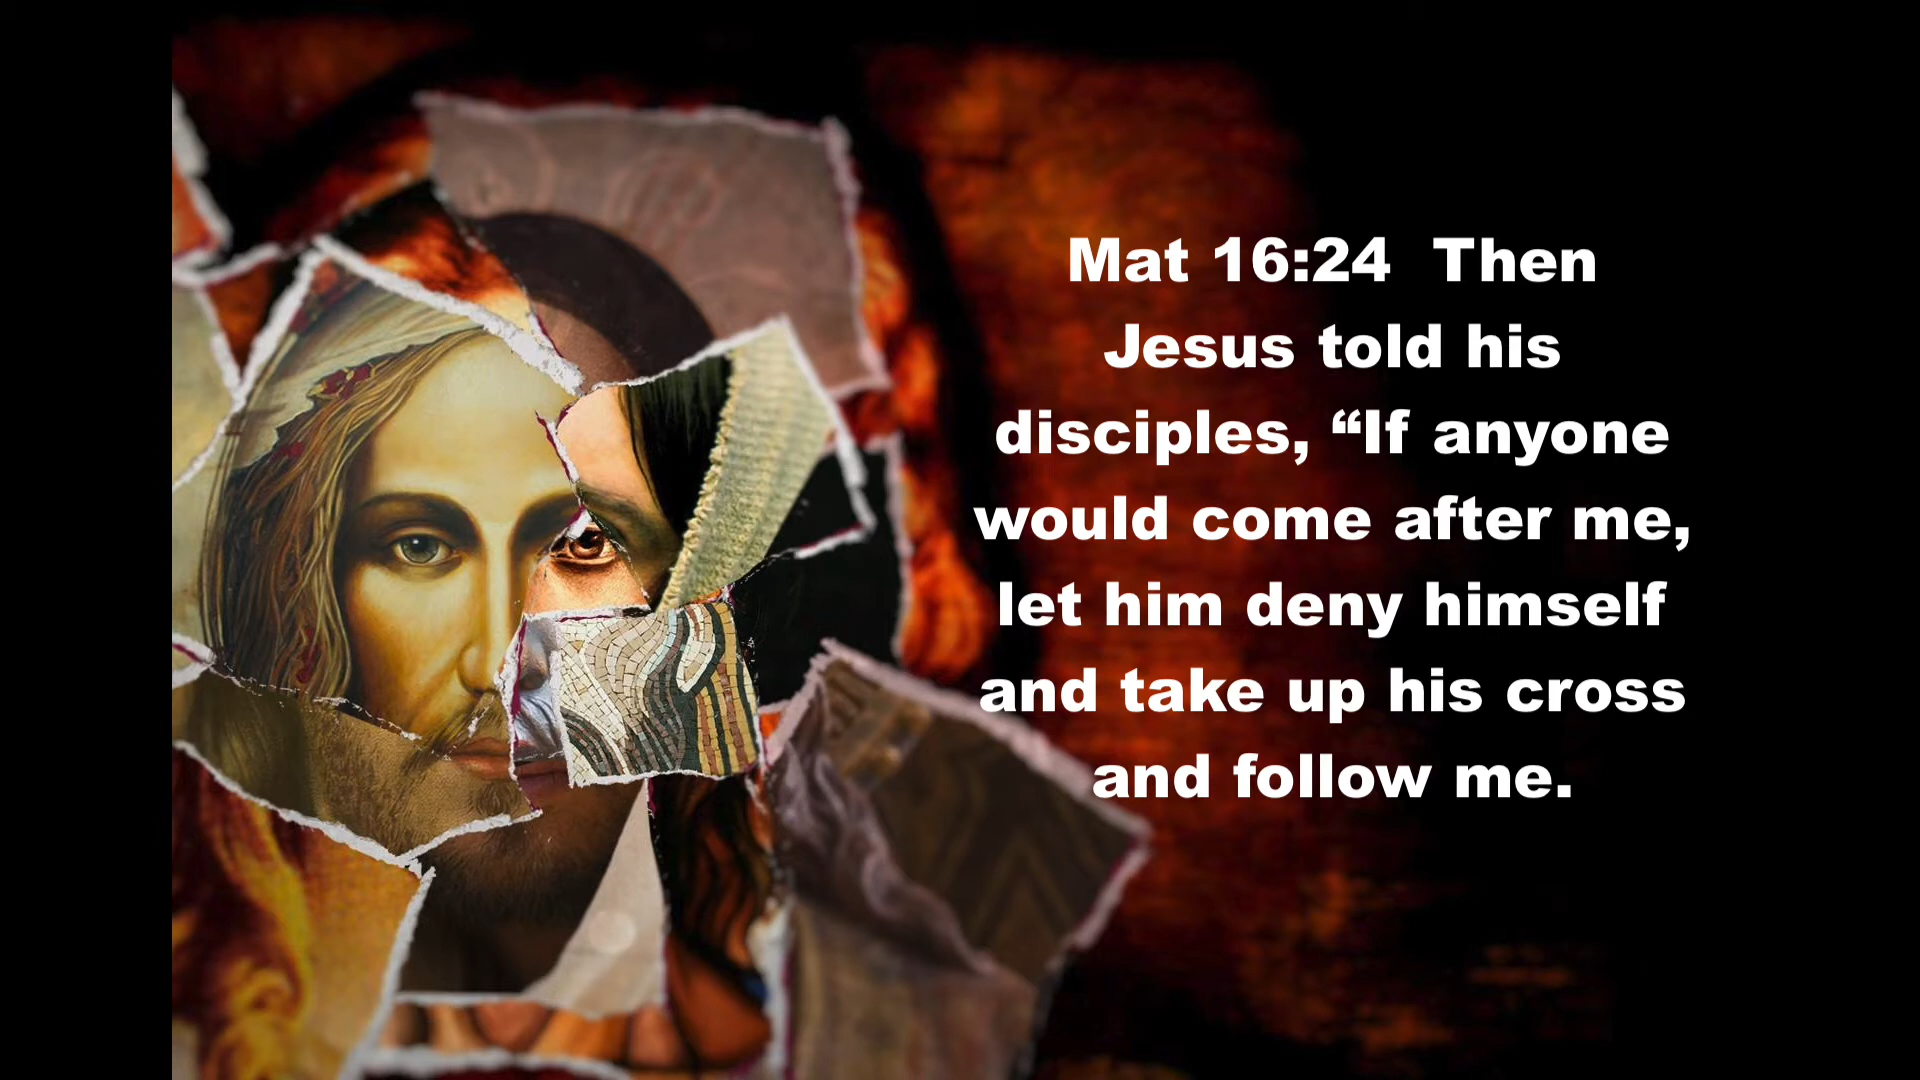 Mat 16:24  Then
Jesus told his
disciples, “If anyone
would come after me,
let him deny himself
and take up his cross
and follow me.